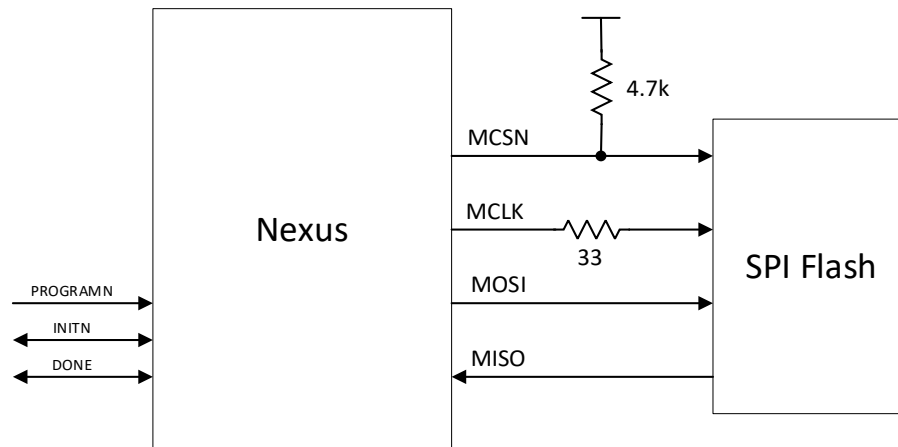 4.7k
MCSN
MCLK
33
Nexus
SPI Flash
PROGRAMN
MOSI
INITN
DONE
MISO